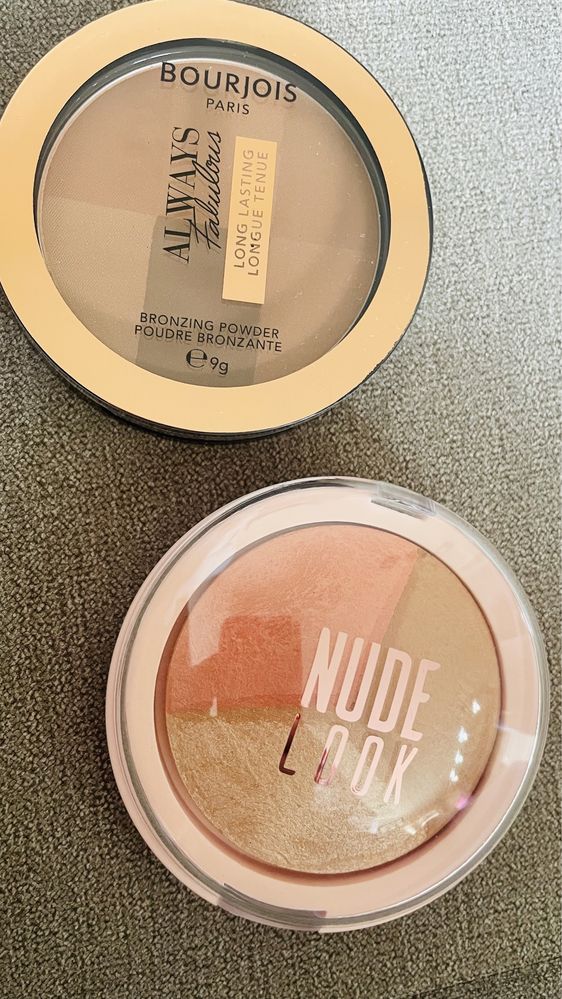 BOURJOIS
PARIS
ALWAYS
Fabulous
LONG LASTING
LONGUE TENUE
BRONZING POWDER
POUDRE BRONZANTE
℮ 9g
NUDE
LOOK